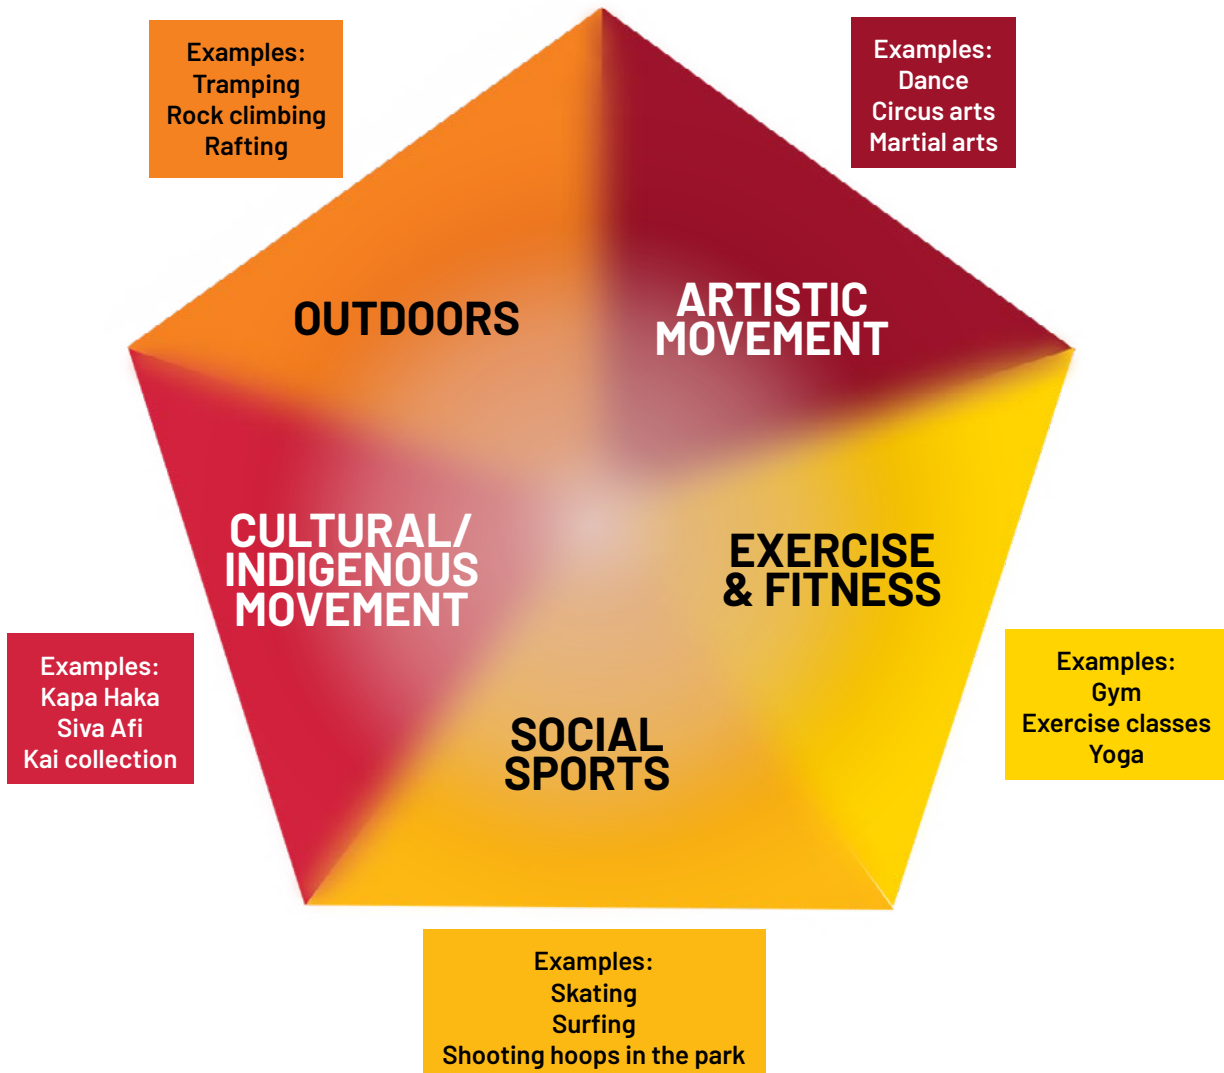 Examples:
Tramping
Rock climbing
Rafting
Examples:
Dance
Circus arts
Martial arts
OUTDOORS
ARTISTIC
MOVEMENT
CULTURAL/
INDIGENOUS
MOVEMENT
EXERCISE
& FITNESS
Examples:
Kapa Haka
Siva Afi
Kai collection
Examples:
Gym
Exercise classes
Yoga
SOCIAL
SPORTS
Examples:
Skating
Surfing
Shooting hoops in the park